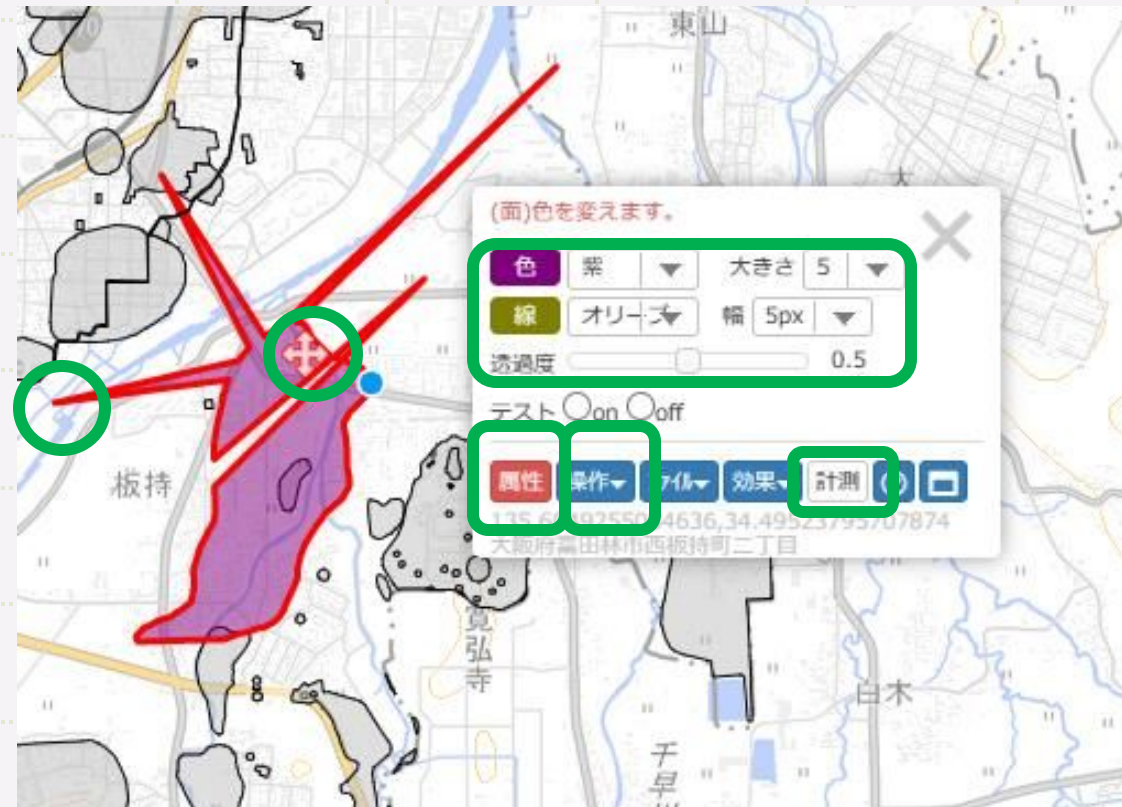 東山
(面)色を変えます。
色 紫 大きさ 5
線 オリーブ 幅 5px
透過度 0.5
テスト on off
属性 操作 効果 計測
大阪府富田林市西板持町二丁目
板持
寛弘寺
白木
千早